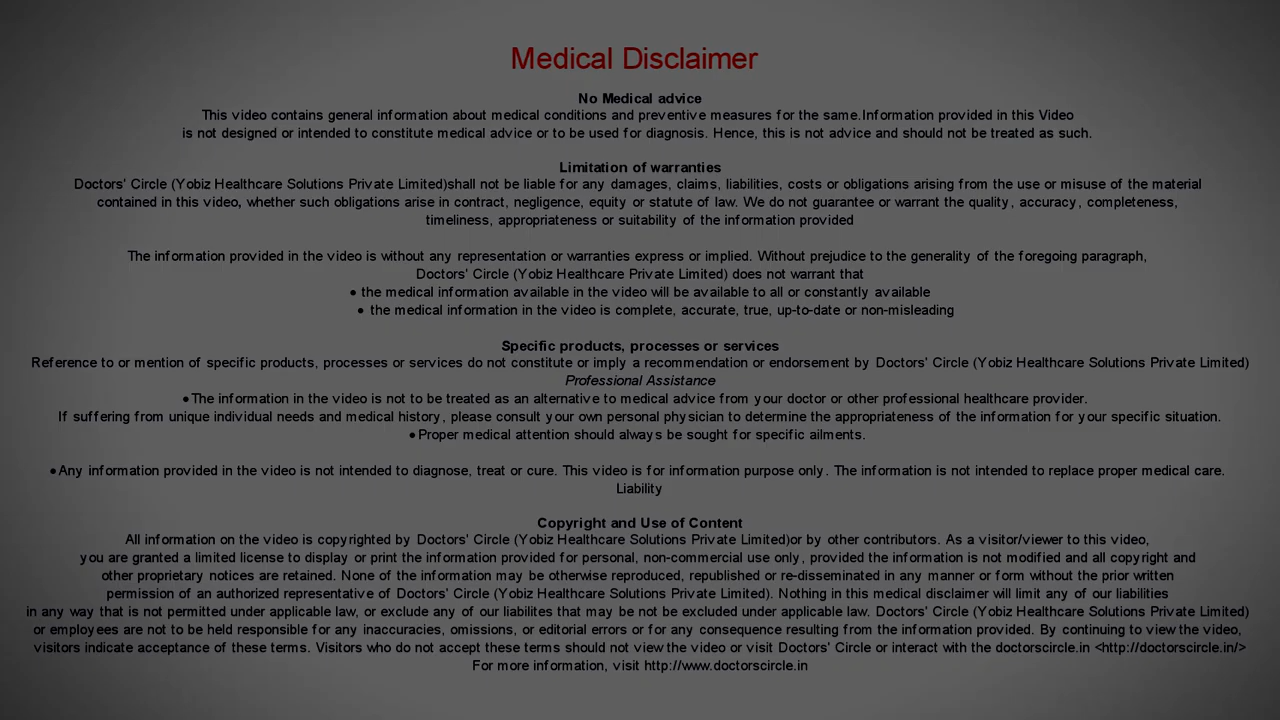 Medical Disclaimer
No Medical advice
This video contains general information about medical conditions and preventive measures for the same.Information provided in this Video
is not designed or intended to constitute medical advice or to be used for diagnosis. Hence, this is not advice and should not be treated as such.
Limitation of warranties
Doctors' Circle (Yobiz Healthcare Solutions Private Limited)shall not be liable for any damages, claims, liabilities, costs or obligations arising from the use or misuse of the material
contained in this video, whether such obligations arise in contract, negligence, equity or statute of law. We do not guarantee or warrant the quality, accuracy, completeness,
timeliness, appropriateness or suitability of the information provided
The information provided in the video is without any representation or warranties express or implied. Without prejudice to the generality of the foregoing paragraph,
Doctors' Circle (Yobiz Healthcare Private Limited) does not warrant that
● the medical information available in the video will be available to all or constantly available
● the medical information in the video is complete, accurate, true, up-to-date or non-misleading
Specific products, processes or services
Reference to or mention of specific products, processes or services do not constitute or imply a recommendation or endorsement by Doctors' Circle (Yobiz Healthcare Solutions Private Limited)
Professional Assistance
●The information in the video is not to be treated as an alternative to medical advice from your doctor or other professional healthcare provider.
If suffering from unique individual needs and medical history, please consult your own personal physician to determine the appropriateness of the information for your specific situation.
●Proper medical attention should always be sought for specific ailments.
●Any information provided in the video is not intended to diagnose, treat or cure. This video is for information purpose only. The information is not intended to replace proper medical care.
Liability
Copyright and Use of Content
All information on the video is copyrighted by Doctors' Circle (Yobiz Healthcare Solutions Private Limited)or by other contributors. As a visitor/viewer to this video,
you are granted a limited license to display or print the information provided for personal, non-commercial use only, provided the information is not modified and all copyright and
other proprietary notices are retained. None of the information may be otherwise reproduced, republished or re-disseminated in any manner or form without the prior written
permission of an authorized representative of Doctors' Circle (Yobiz Healthcare Solutions Private Limited). Nothing in this medical disclaimer will limit any of our liabilities
in any way that is not permitted under applicable law, or exclude any of our liabilites that may be not be excluded under applicable law. Doctors' Circle (Yobiz Healthcare Solutions Private Limited)
or employees are not to be held responsible for any inaccuracies, omissions, or editorial errors or for any consequence resulting from the information provided. By continuing to view the video,
visitors indicate acceptance of these terms. Visitors who do not accept these terms should not view the video or visit Doctors' Circle or interact with the doctorscircle.in <http://doctorscircle.in/>
For more information, visit http://www.doctorscircle.in